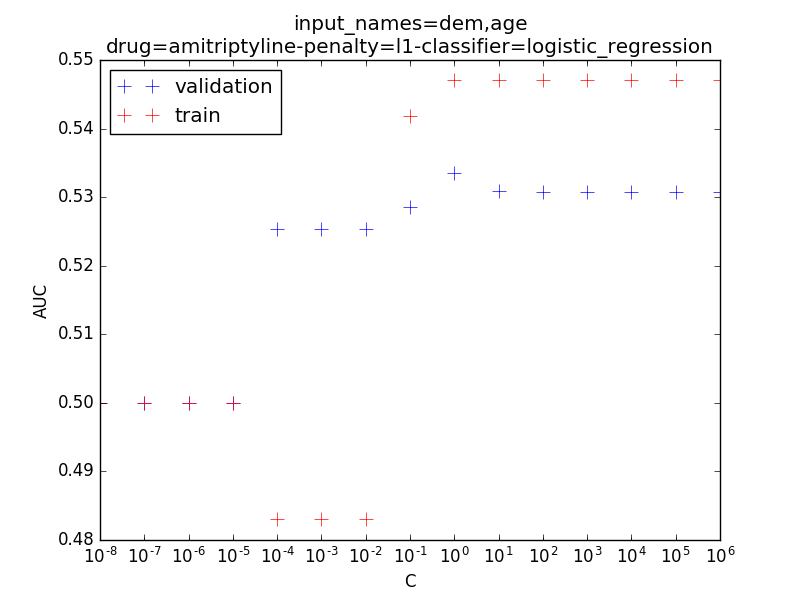 input_names=dem,age
drug=amitriptyline-penalty=l1-classifier=logistic_regression
validation
train
0.55
0.54
0.53
0.52
0.51
0.50
0.49
0.48
AUC
10⁻⁸ 10⁻⁷ 10⁻⁶ 10⁻⁵ 10⁻⁴ 10⁻³ 10⁻² 10⁻¹ 10⁰ 10¹ 10² 10³ 10⁴ 10⁵ 10⁶
C